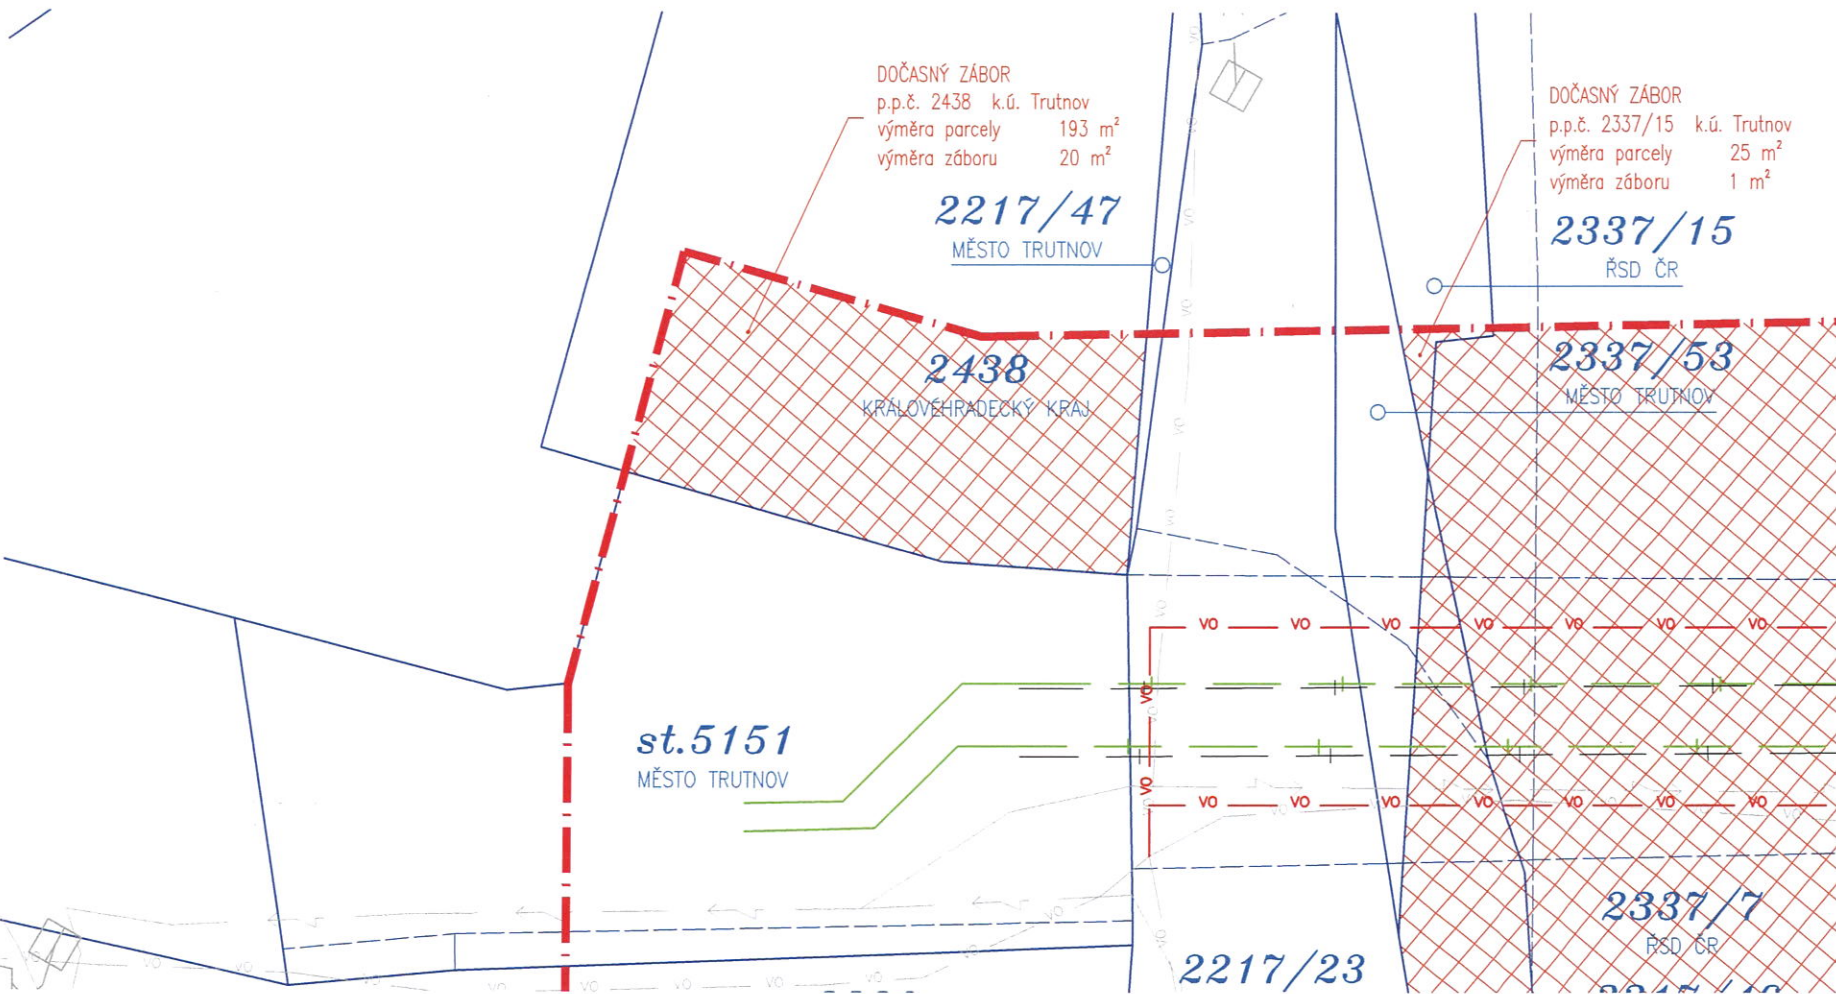 DOČASNÝ ZÁBOR
p.p.č. 2438 k.ú. Trutnov
výměra parcely 193 m²
výměra záboru 20 m²
DOČASNÝ ZÁBOR
p.p.č. 2337/15 k.ú. Trutnov
výměra parcely 25 m²
výměra záboru 1 m²
2217/47
MĚSTO TRUTNOV
2337/15
ŘSD ČR
2438
KRÁLOVÉHRADECKÝ KRAJ
2337/53
MĚSTO TRUTNOV
VO VO VO VO VO VO VO
VO
st.5151
MĚSTO TRUTNOV
VO
VO VO VO VO VO VO VO
2337/7
ŘSD ČR
2217/23